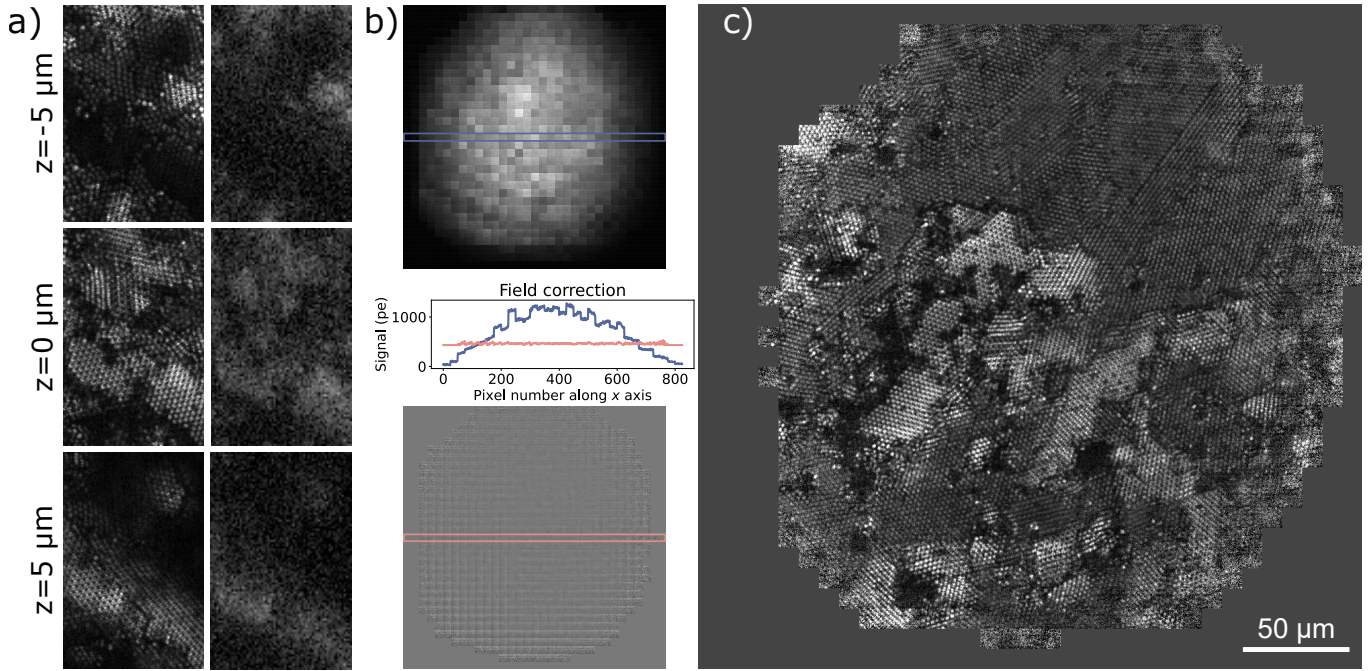 a)
z=-5 µm
z=0 µm
z=5 µm
b)
Field correction
Signal (pe)
1000
0
0
200
400
600
800
Pixel number along x axis
c)
50 µm